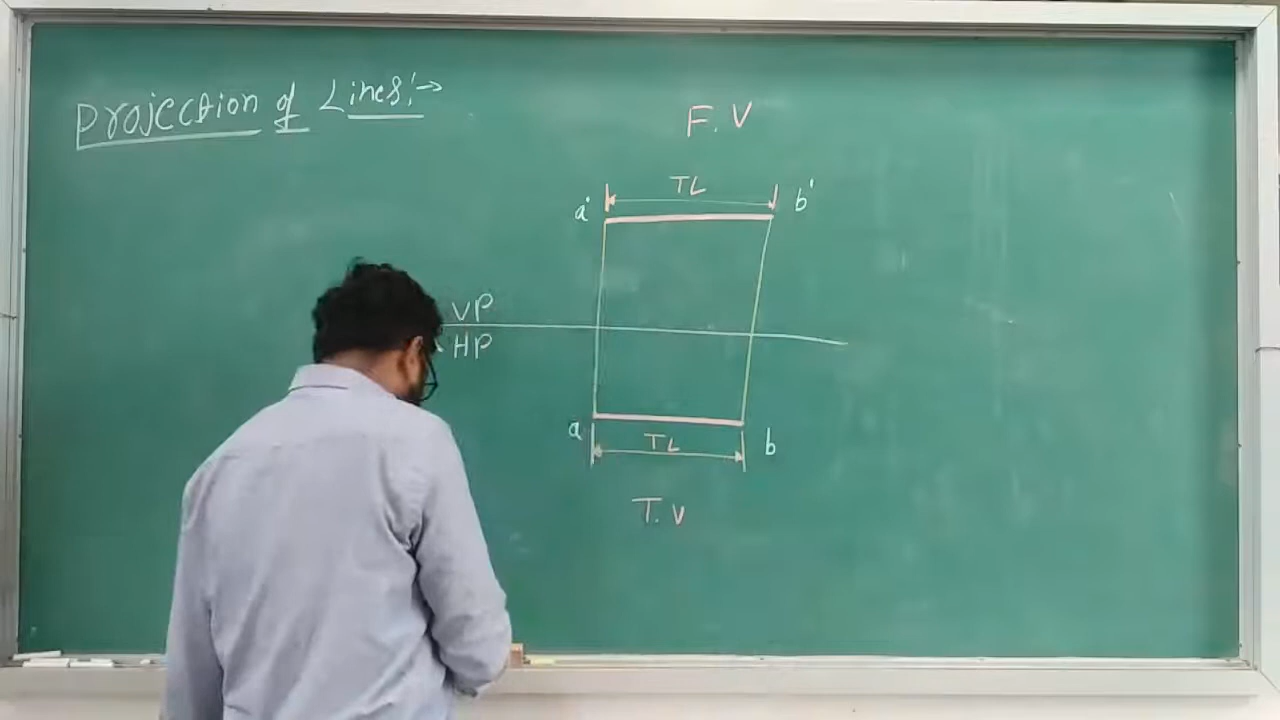 Projection of Lines:→
F. V
TL
a' b'
VP
HP
a b
TL
T. V